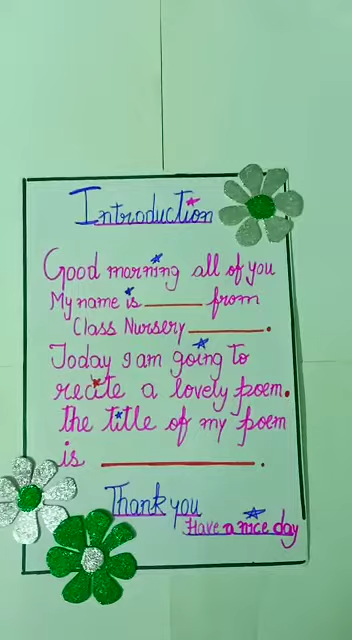 Introduction
Good morning all of you
My name is ______ from
Class Nursery ______.
Today I am going to
recite a lovely poem.
the title of my poem
is ______.
Thank you
Have a nice day